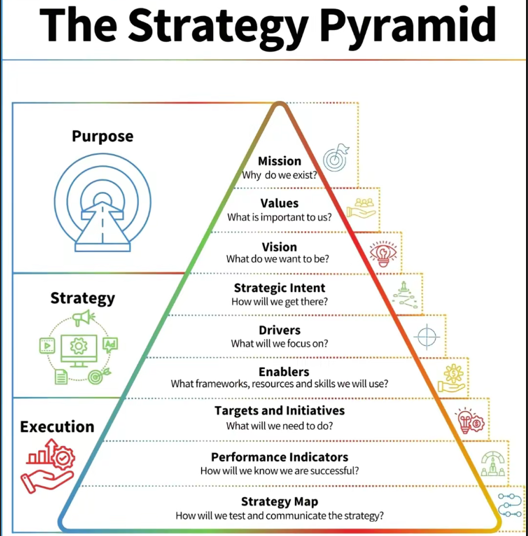 The Strategy Pyramid
Purpose
Mission
Why do we exist?
Values
What is important to us?
Vision
What do we want to be?
Strategy
Strategic Intent
How will we get there?
Drivers
What will we focus on?
Enablers
What frameworks, resources and skills we will use?
Execution
Targets and Initiatives
What will we need to do?
Performance Indicators
How will we know we are successful?
Strategy Map
How will we test and communicate the strategy?